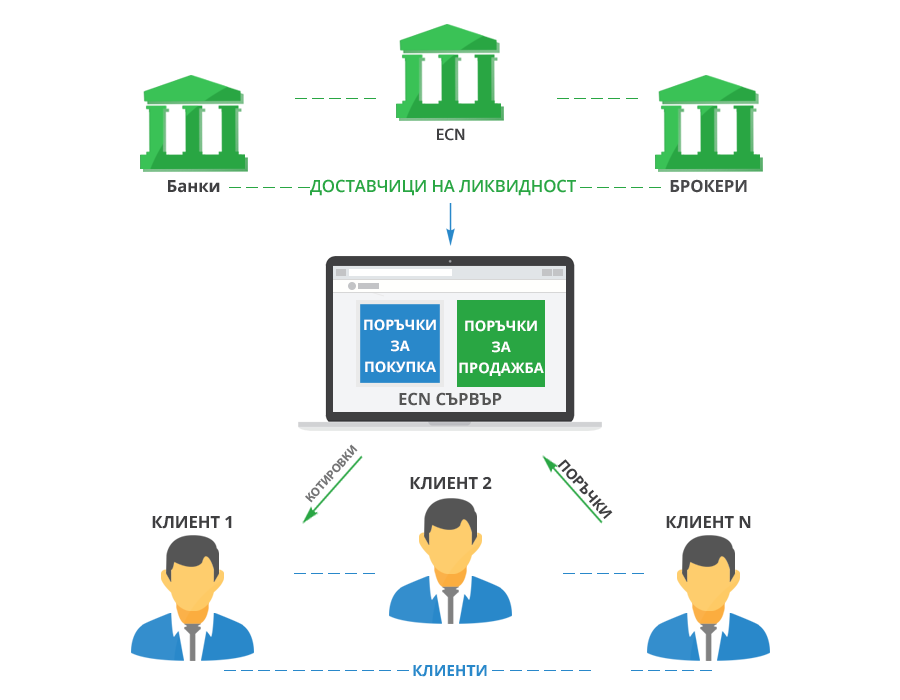 ECN
Банки
ДОСТАВЧИЦИ НА ЛИКВИДНОСТ
БРОКЕРИ
ПОРЪЧКИ
ЗА
ПОКУПКА
ПОРЪЧКИ
ЗА
ПРОДАЖБА
ECN СЪРВЪР
КОТИРОВКИ
ПОРЪЧКИ
КЛИЕНТ 1
КЛИЕНТ 2
КЛИЕНТ N
КЛИЕНТИ